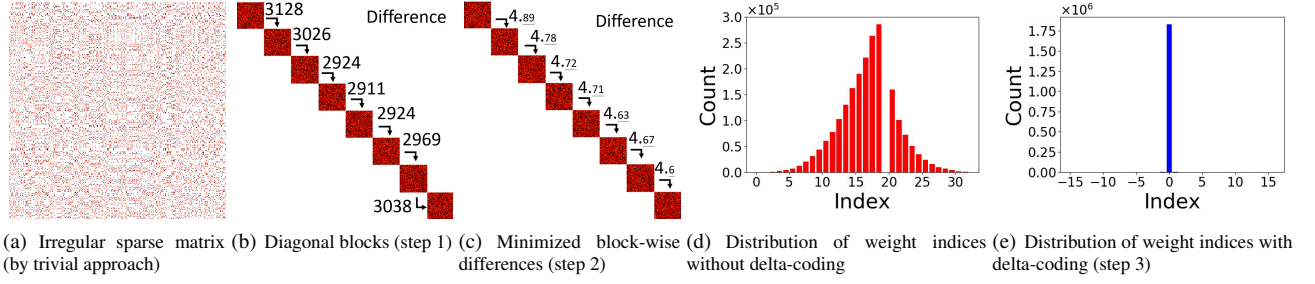 Difference
3128
3026
2924
2911
2924
2969
3038
Difference
4.89
4.78
4.72
4.71
4.63
4.67
4.6
×10⁵
3.0
2.5
2.0
1.5
1.0
0.5
0.0
Count
0 5 10 15 20 25 30
Index
×10⁶
1.75
1.50
1.25
1.00
0.75
0.50
0.25
0.00
Count
−15 −10 −5 0 5 10 15
Index
(a) Irregular sparse matrix
(by trivial approach)
(b) Diagonal blocks (step 1)
(c) Minimized block-wise
differences (step 2)
(d) Distribution of weight indices
without delta-coding
(e) Distribution of weight indices with
delta-coding (step 3)